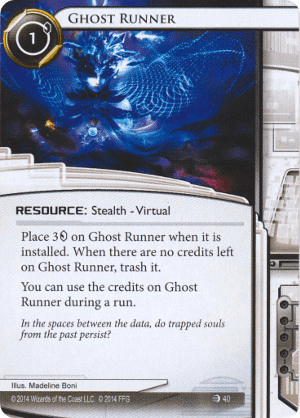 GHOST RUNNER
1
RESOURCE: Stealth - Virtual
Place 3 on Ghost Runner when it is
installed. When there are no credits left
on Ghost Runner, trash it.
You can use the credits on Ghost
Runner during a run.
In the spaces between the data, do trapped souls
from the past persist?
Illus. Madeline Boni
© 2014 Wizards of the Coast LLC. © 2014 FFG
40